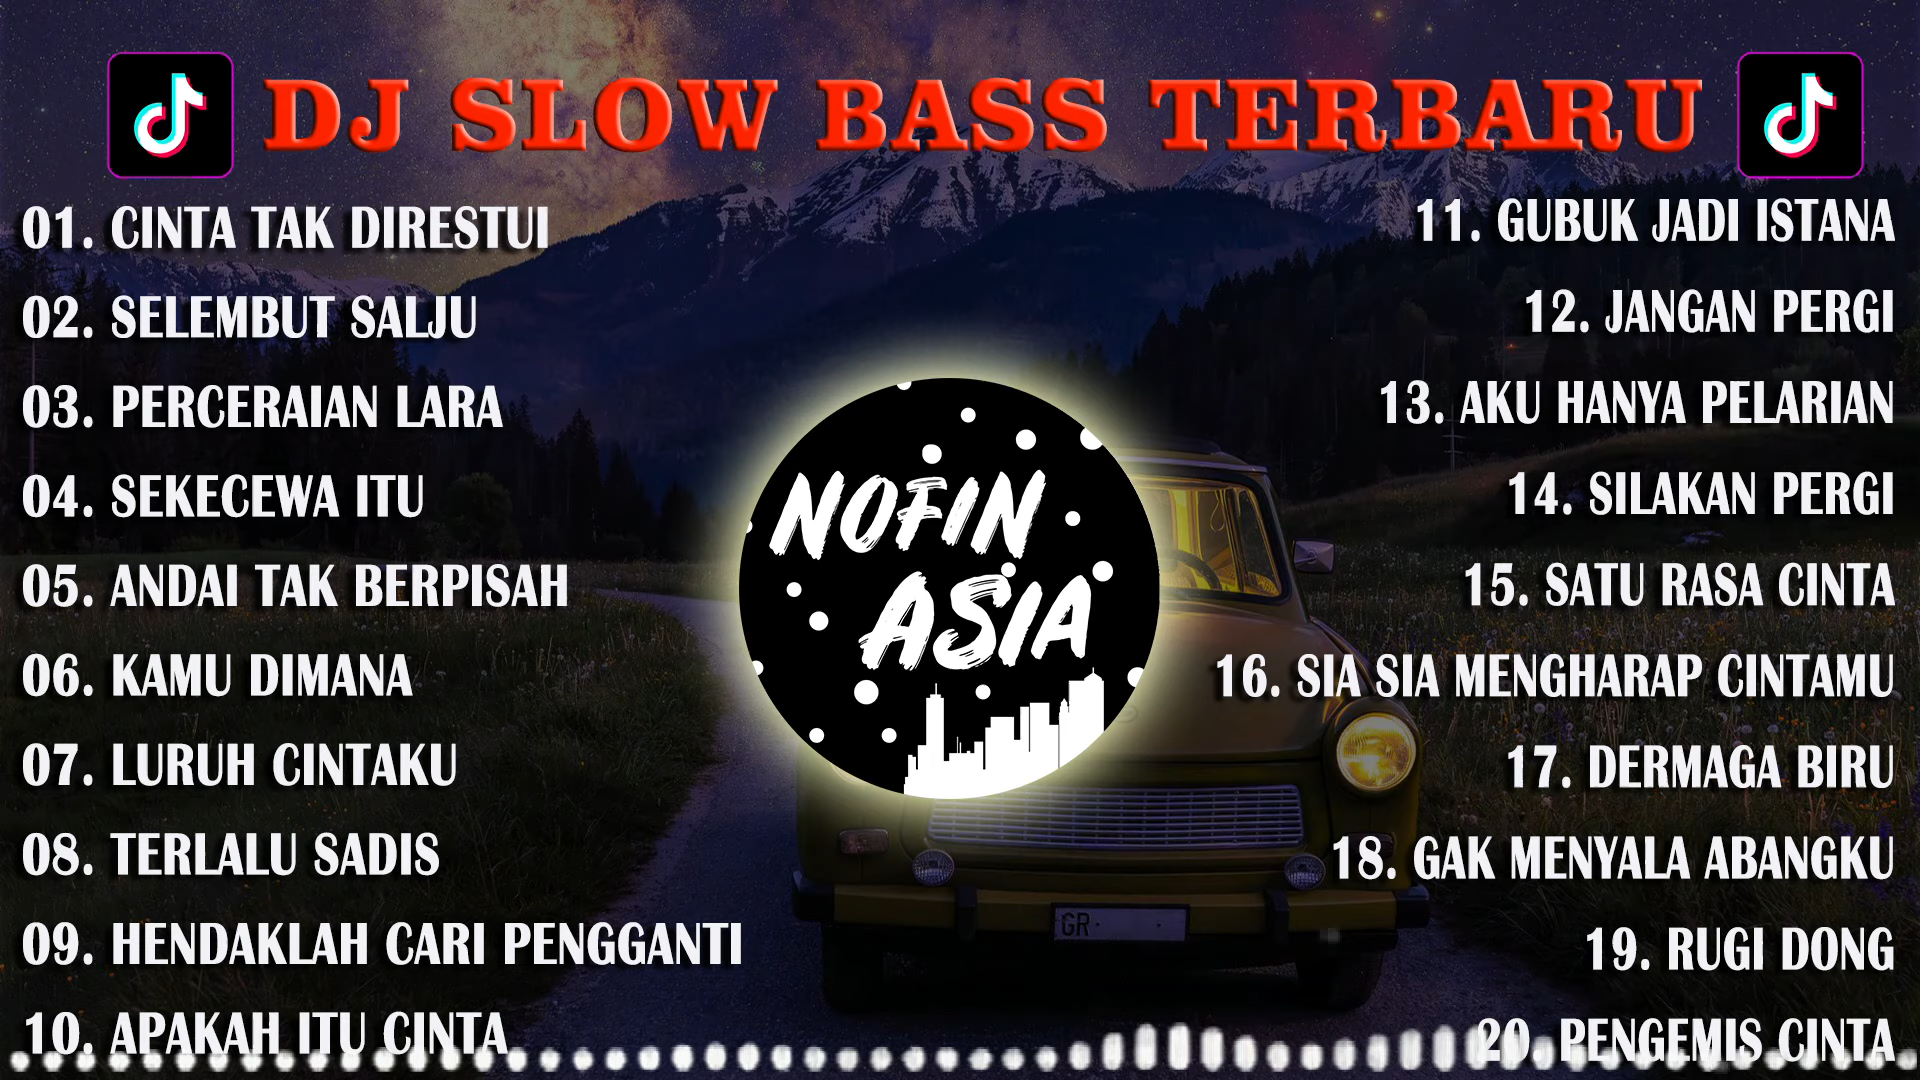 DJ SLOW BASS TERBARU
01. CINTA TAK DIRESTUI
02. SELEMBUT SALJU
03. PERCERAIAN LARA
04. SEKECEWA ITU
05. ANDAI TAK BERPISAH
06. KAMU DIMANA
07. LURUH CINTAKU
08. TERLALU SADIS
09. HENDAKLAH CARI PENGGANTI
10. APAKAH ITU CINTA
NOFIN
ASIA
GR
11. GUBUK JADI ISTANA
12. JANGAN PERGI
13. AKU HANYA PELARIAN
14. SILAKAN PERGI
15. SATU RASA CINTA
16. SIA SIA MENGHARAP CINTAMU
17. DERMAGA BIRU
18. GAK MENYALA ABANGKU
19. RUGI DONG
20. PENGEMIS CINTA